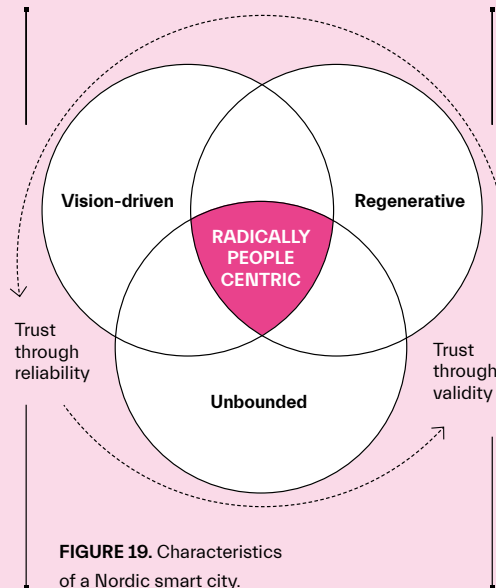 Vision-driven
Regenerative
RADICALLY
PEOPLE
CENTRIC
Trust
through
reliability
Trust
through
validity
Unbounded
FIGURE 19. Characteristics
of a Nordic smart city.